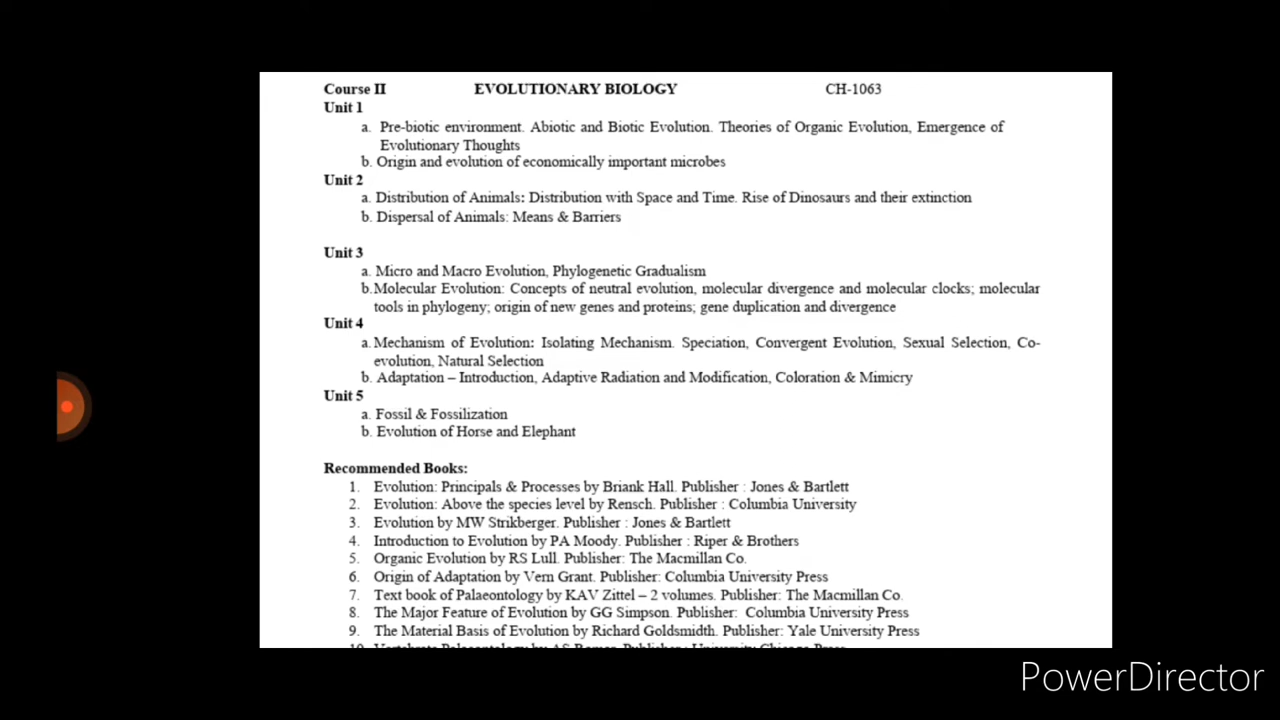 Course II EVOLUTIONARY BIOLOGY CH-1063
Unit 1
a. Pre-biotic environment. Abiotic and Biotic Evolution. Theories of Organic Evolution, Emergence of
Evolutionary Thoughts
b. Origin and evolution of economically important microbes
Unit 2
a. Distribution of Animals: Distribution with Space and Time. Rise of Dinosaurs and their extinction
b. Dispersal of Animals: Means & Barriers
Unit 3
a. Micro and Macro Evolution, Phylogenetic Gradualism
b. Molecular Evolution: Concepts of neutral evolution, molecular divergence and molecular clocks; molecular
tools in phylogeny; origin of new genes and proteins; gene duplication and divergence
Unit 4
a. Mechanism of Evolution: Isolating Mechanism. Speciation, Convergent Evolution, Sexual Selection, Co-
evolution, Natural Selection
b. Adaptation – Introduction, Adaptive Radiation and Modification, Coloration & Mimicry
Unit 5
a. Fossil & Fossilization
b. Evolution of Horse and Elephant
Recommended Books:
1. Evolution: Principals & Processes by Briank Hall. Publisher : Jones & Bartlett
2. Evolution: Above the species level by Rensch. Publisher : Columbia University
3. Evolution by MW Strikberger. Publisher : Jones & Bartlett
4. Introduction to Evolution by PA Moody. Publisher : Riper & Brothers
5. Organic Evolution by RS Lull. Publisher: The Macmillan Co.
6. Origin of Adaptation by Vern Grant. Publisher: Columbia University Press
7. Text book of Palaeontology by KAV Zittel – 2 volumes. Publisher: The Macmillan Co.
8. The Major Feature of Evolution by GG Simpson. Publisher: Columbia University Press
9. The Material Basis of Evolution by Richard Goldsmidth. Publisher: Yale University Press
10. Vertebrate Palaeontology by AS Romer. Publisher : University Chicago Press
PowerDirector